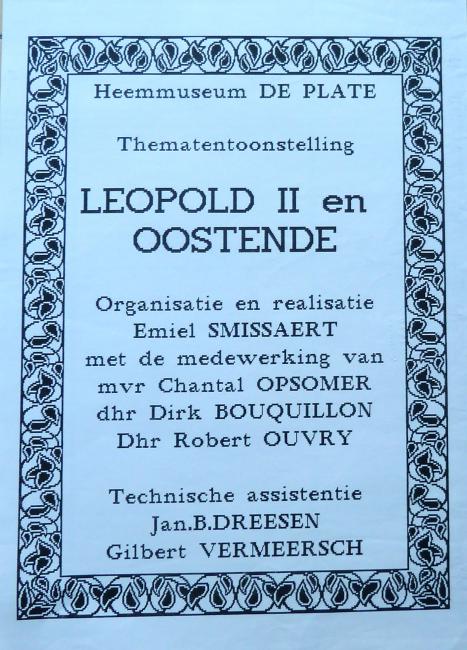 Heemmuseum DE PLATE
Thematentoonstelling
LEOPOLD II en
OOSTENDE
Organisatie en realisatie
Emiel SMISSAERT
met de medewerking van
mvr Chantal OPSOMER
dhr Dirk BOUQUILLON
Dhr Robert OUVRY
Technische assistentie
Jan.B.DREESEN
Gilbert VERMEERSCH